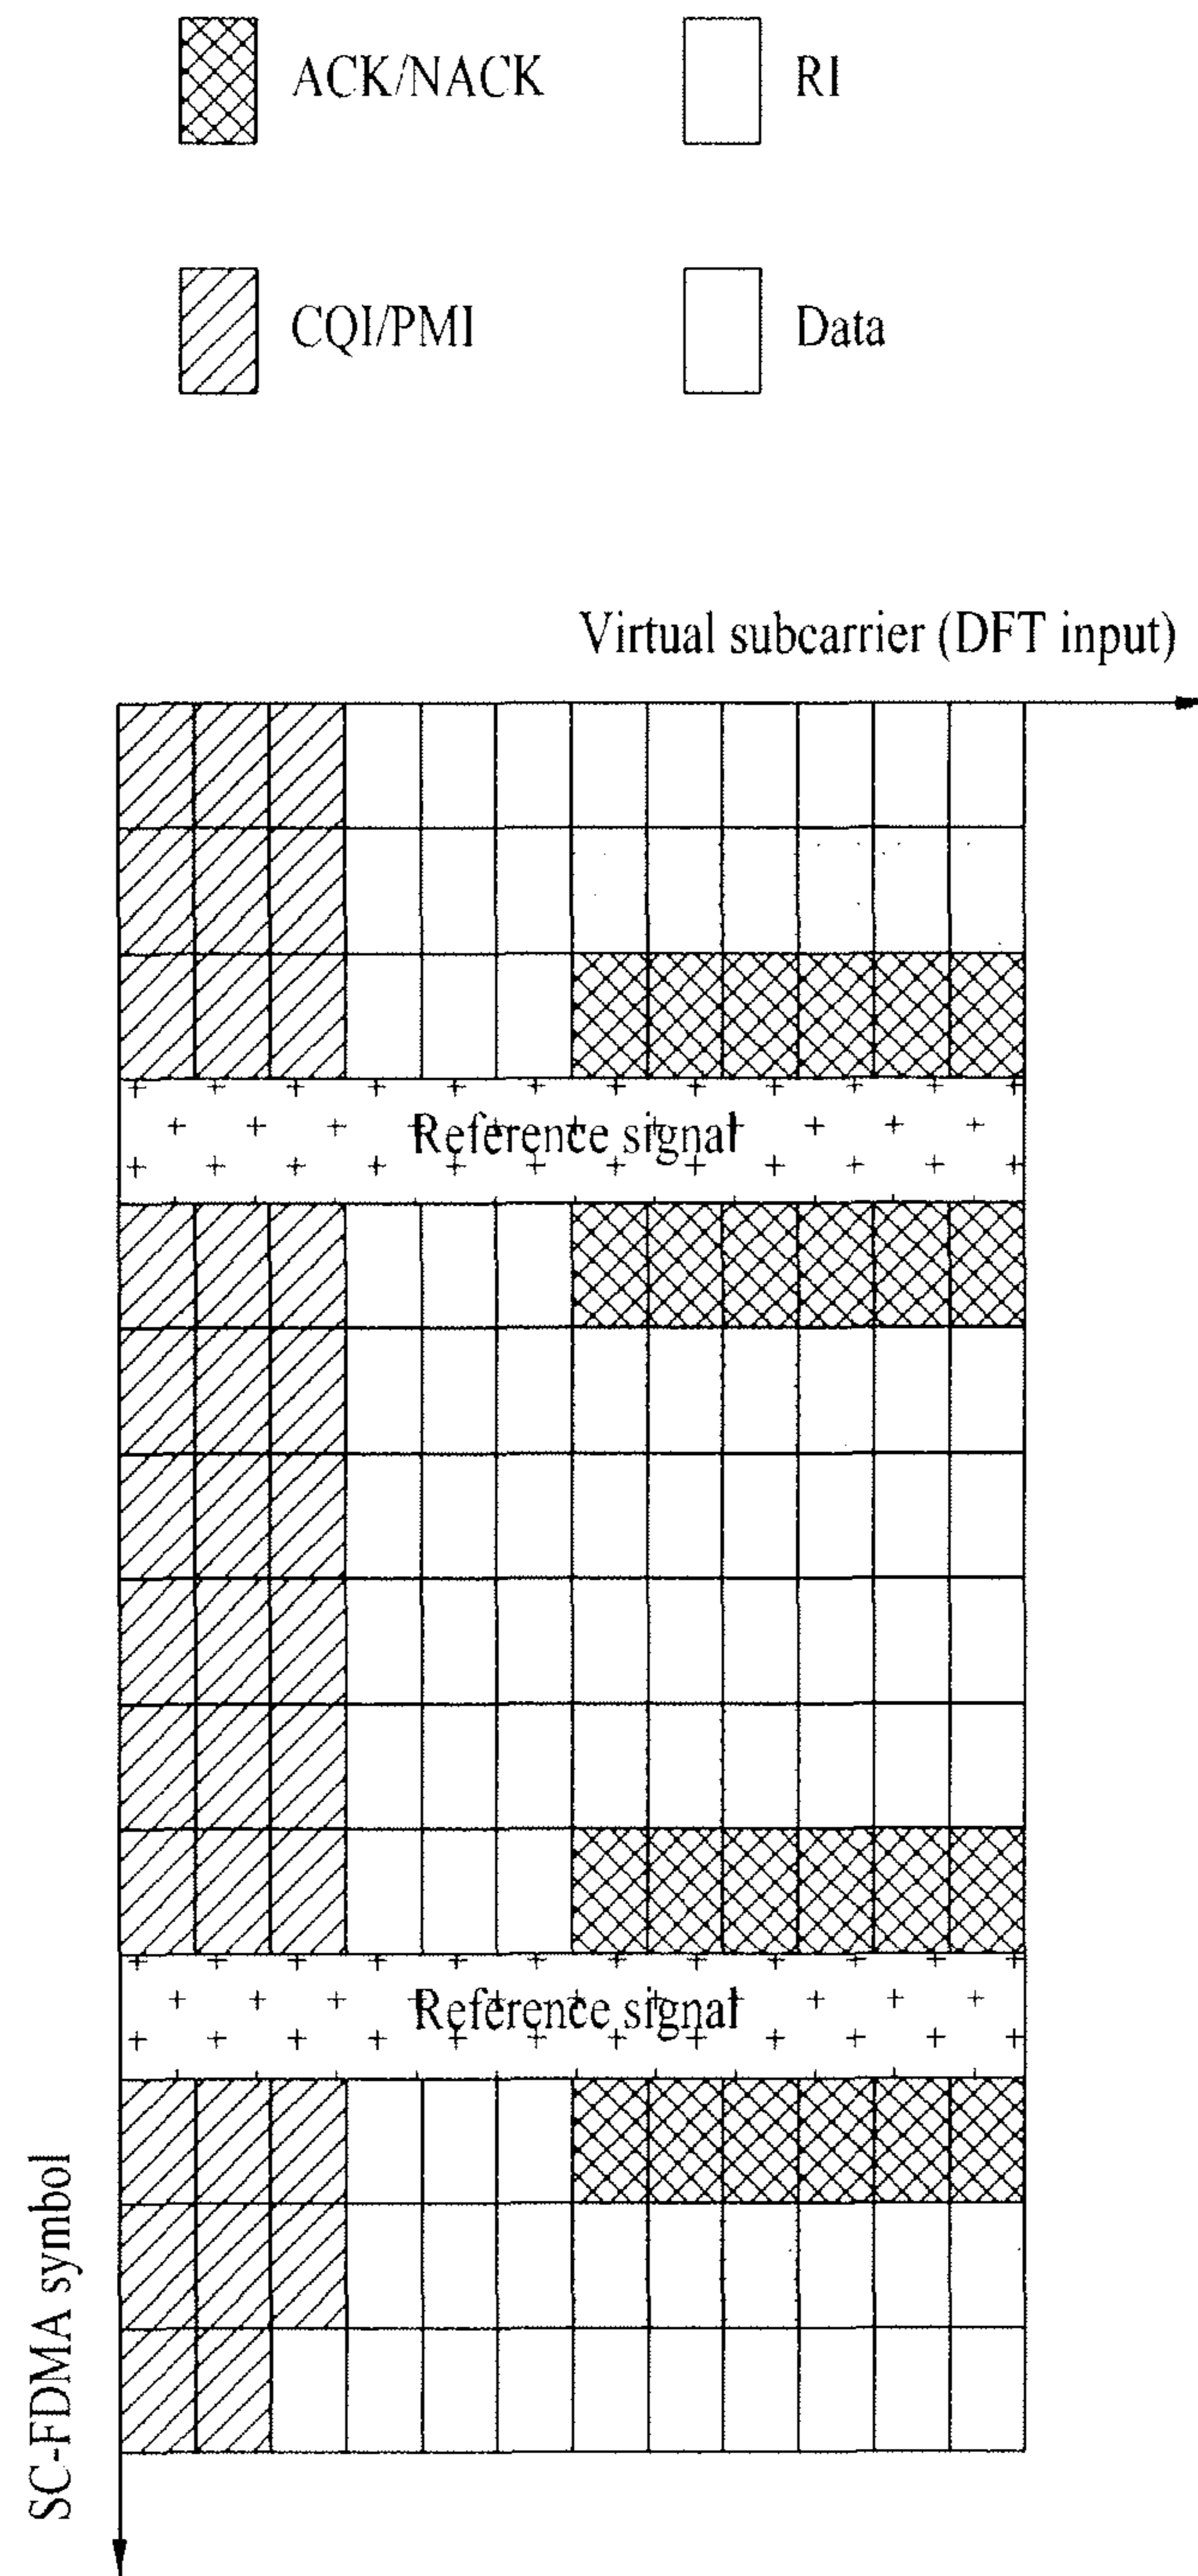 ACK/NACK
RI
CQI/PMI
Data
Virtual subcarrier (DFT input)
Reference signal
Reference signal
SC-FDMA symbol